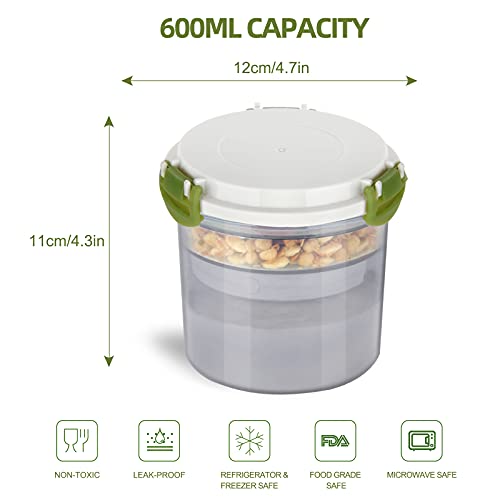 600ML CAPACITY
12cm/4.7in
11cm/4.3in
NON-TOXIC
LEAK-PROOF
REFRIGERATOR &
FREEZER SAFE
FDA
FOOD GRADE
SAFE
MICROWAVE SAFE